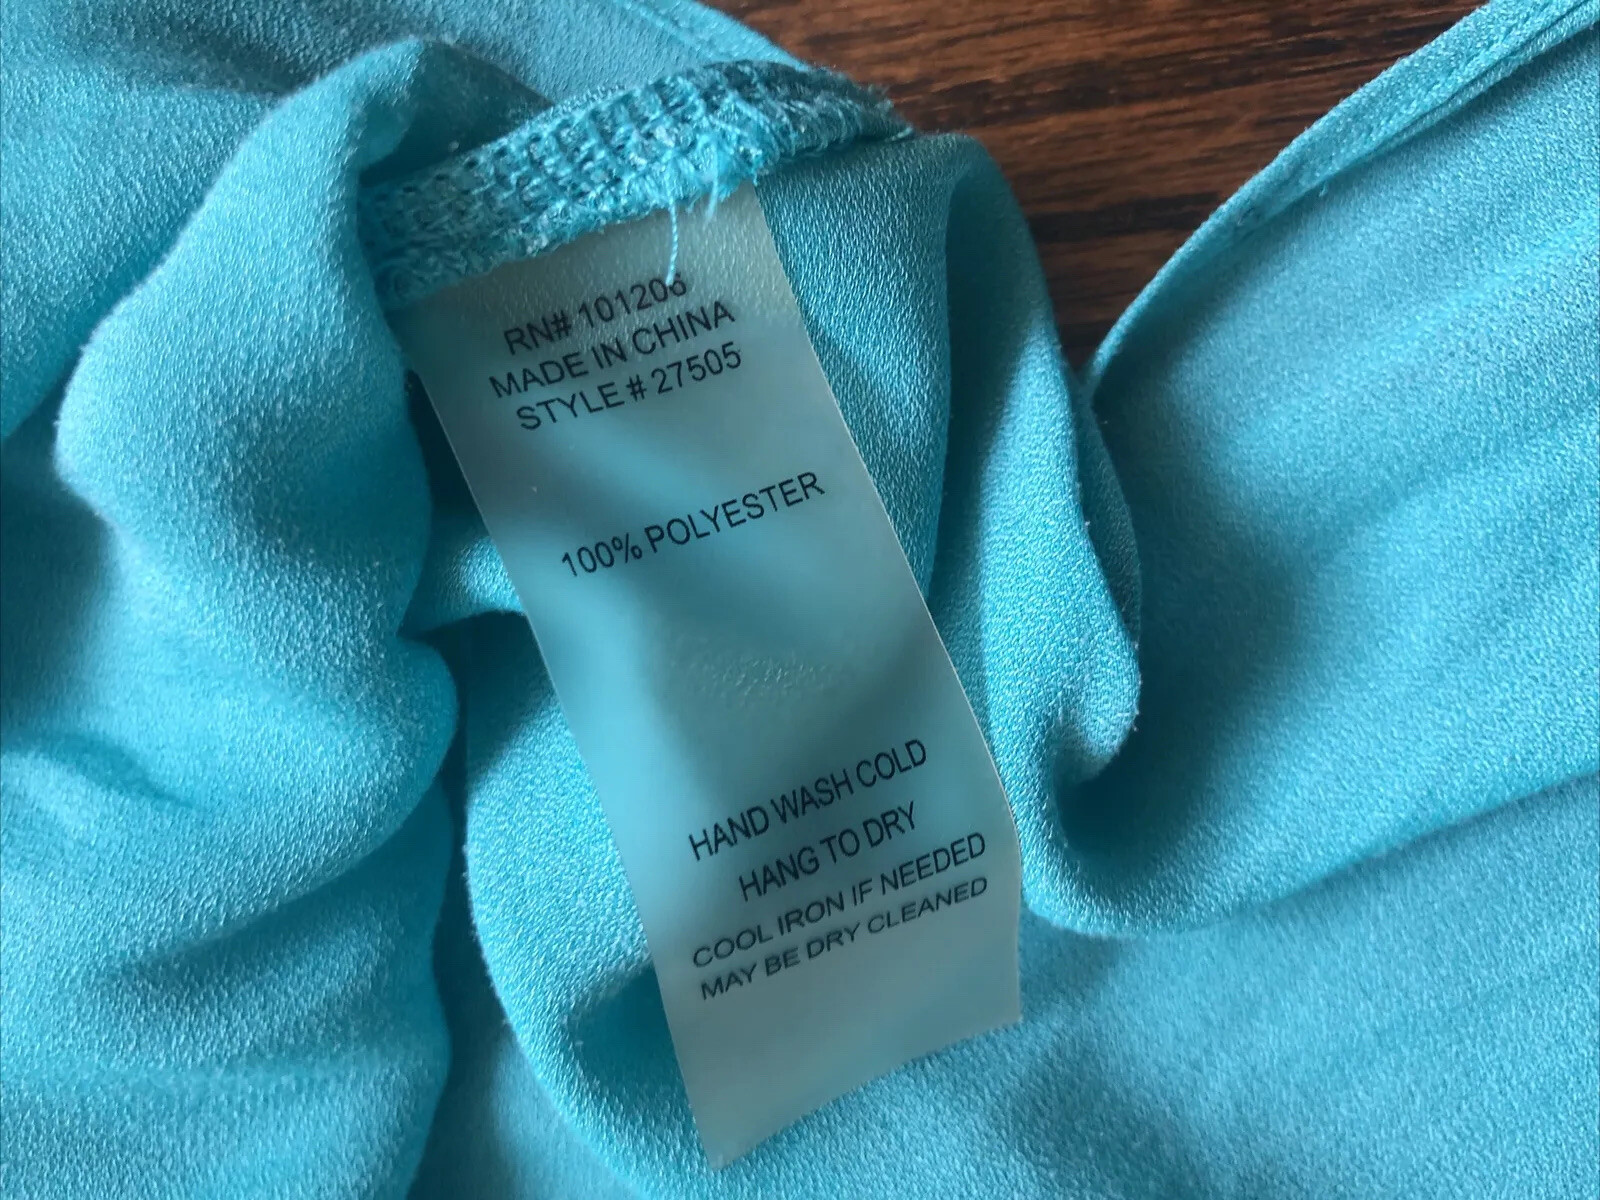 RN# 101206
MADE IN CHINA
STYLE # 27505
100% POLYESTER
HAND WASH COLD
HANG TO DRY
COOL IRON IF NEEDED
MAY BE DRY CLEANED